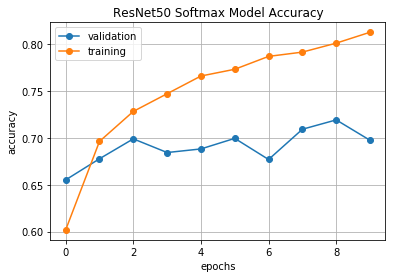 ResNet50 Softmax Model Accuracy
validation
training
0.80
0.75
0.70
0.65
0.60
accuracy
0 2 4 6 8
epochs